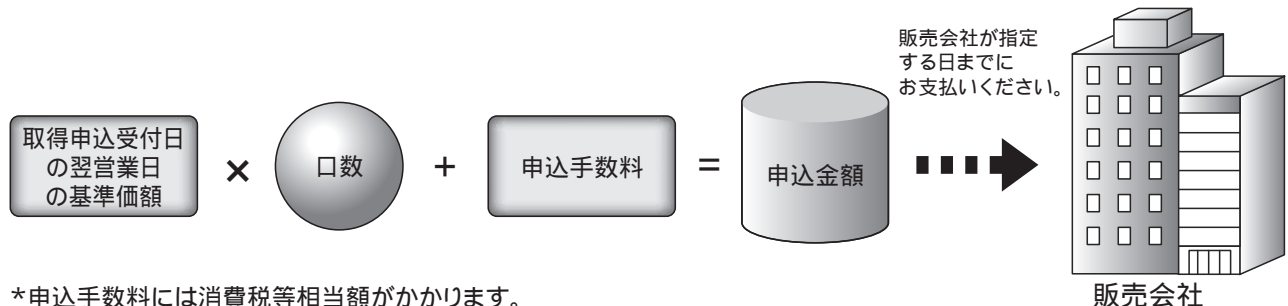 販売会社が指定
する日までに
お支払いください。
取得申込受付日
の翌営業日
の基準価額
×
口数
+
申込手数料
=
申込金額
販売会社
*申込手数料には消費税等相当額がかかります。